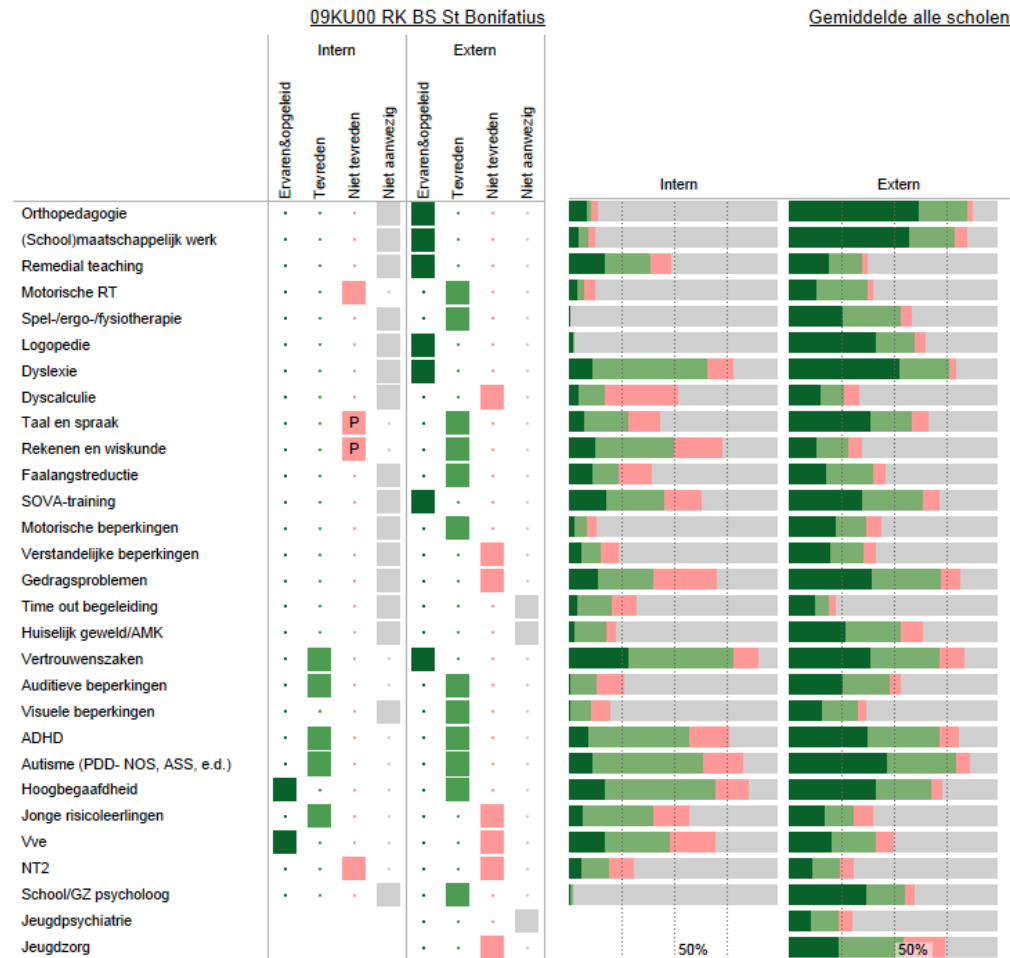 09KU00 RK BS St Bonifatius
Gemiddelde alle scholen
Intern
Extern
Ervaren&opgeleid
Tevreden
Niet tevreden
Niet aanwezig
Ervaren&opgeleid
Tevreden
Niet tevreden
Niet aanwezig
Intern
Extern
Orthopedagogie
(School)maatschappelijk werk
Remedial teaching
Motorische RT
Spel-/ergo-/fysiotherapie
Logopedie
Dyslexie
Dyscalculie
Taal en spraak P
Rekenen en wiskunde P
Faalangstreductie
SOVA-training
Motorische beperkingen
Verstandelijke beperkingen
Gedragsproblemen
Time out begeleiding
Huiselijk geweld/AMK
Vertrouwenszaken
Auditieve beperkingen
Visuele beperkingen
ADHD
Autisme (PDD- NOS, ASS, e.d.)
Hoogbegaafdheid
Jonge risicoleerlingen
Vve
NT2
School/GZ psycholoog
Jeugdpsychiatrie
Jeugdzorg
50%
50%